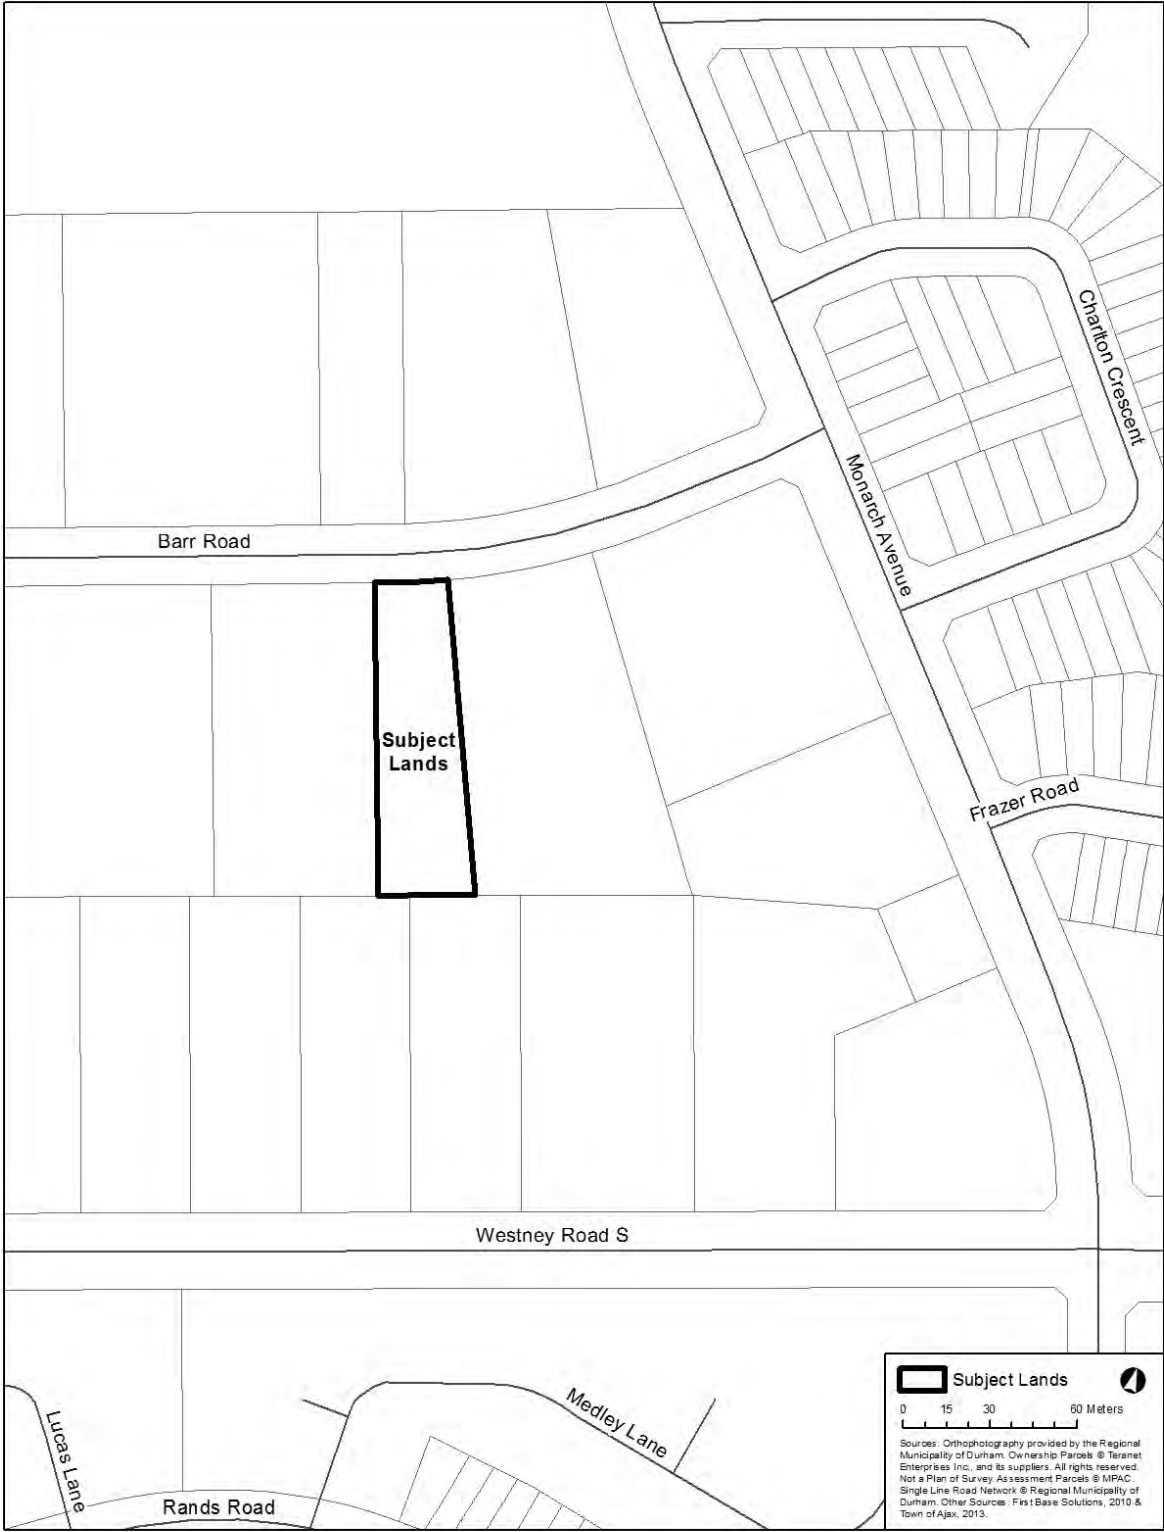 Charlton Crescent
Monarch Avenue
Barr Road
Subject
Lands
Frazer Road
Westney Road S
Medley Lane
Lucas Lane
Rands Road
Subject Lands
0 15 30 60 Meters
Sources: Orthophotography provided by the Regional
Municipality of Durham. Ownership Parcels © Teranet
Enterprises Inc., and its suppliers. All rights reserved.
Not a Plan of Survey. Assessment Parcels © MPAC.
Single Line Road Network © Regional Municipality of
Durham. Other Sources: First Base Solutions, 2010 &
Town of Ajax, 2013.